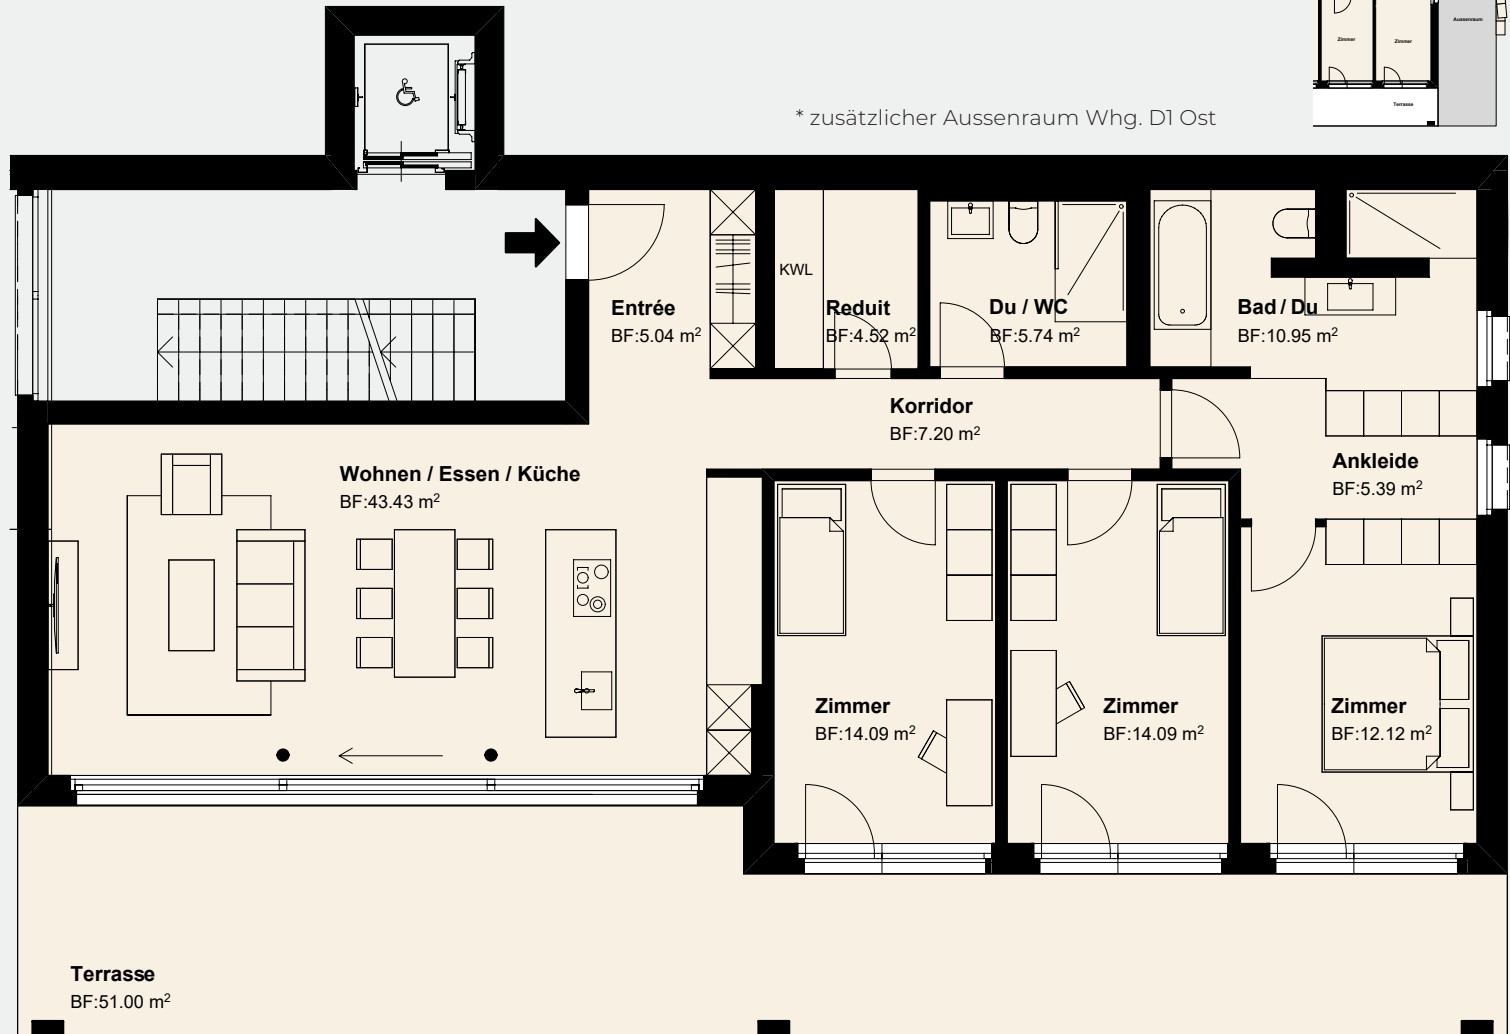 Aussenraum
Zimmer
Zimmer
Terrasse
* zusätzlicher Aussenraum Whg. D1 Ost
KWL
Entrée
BF:5.04 m²
Reduit
BF:4.52 m²
Du / WC
BF:5.74 m²
Bad / Du
BF:10.95 m²
Korridor
BF:7.20 m²
Wohnen / Essen / Küche
BF:43.43 m²
Ankleide
BF:5.39 m²
Zimmer
BF:14.09 m²
Zimmer
BF:14.09 m²
Zimmer
BF:12.12 m²
Terrasse
BF:51.00 m²